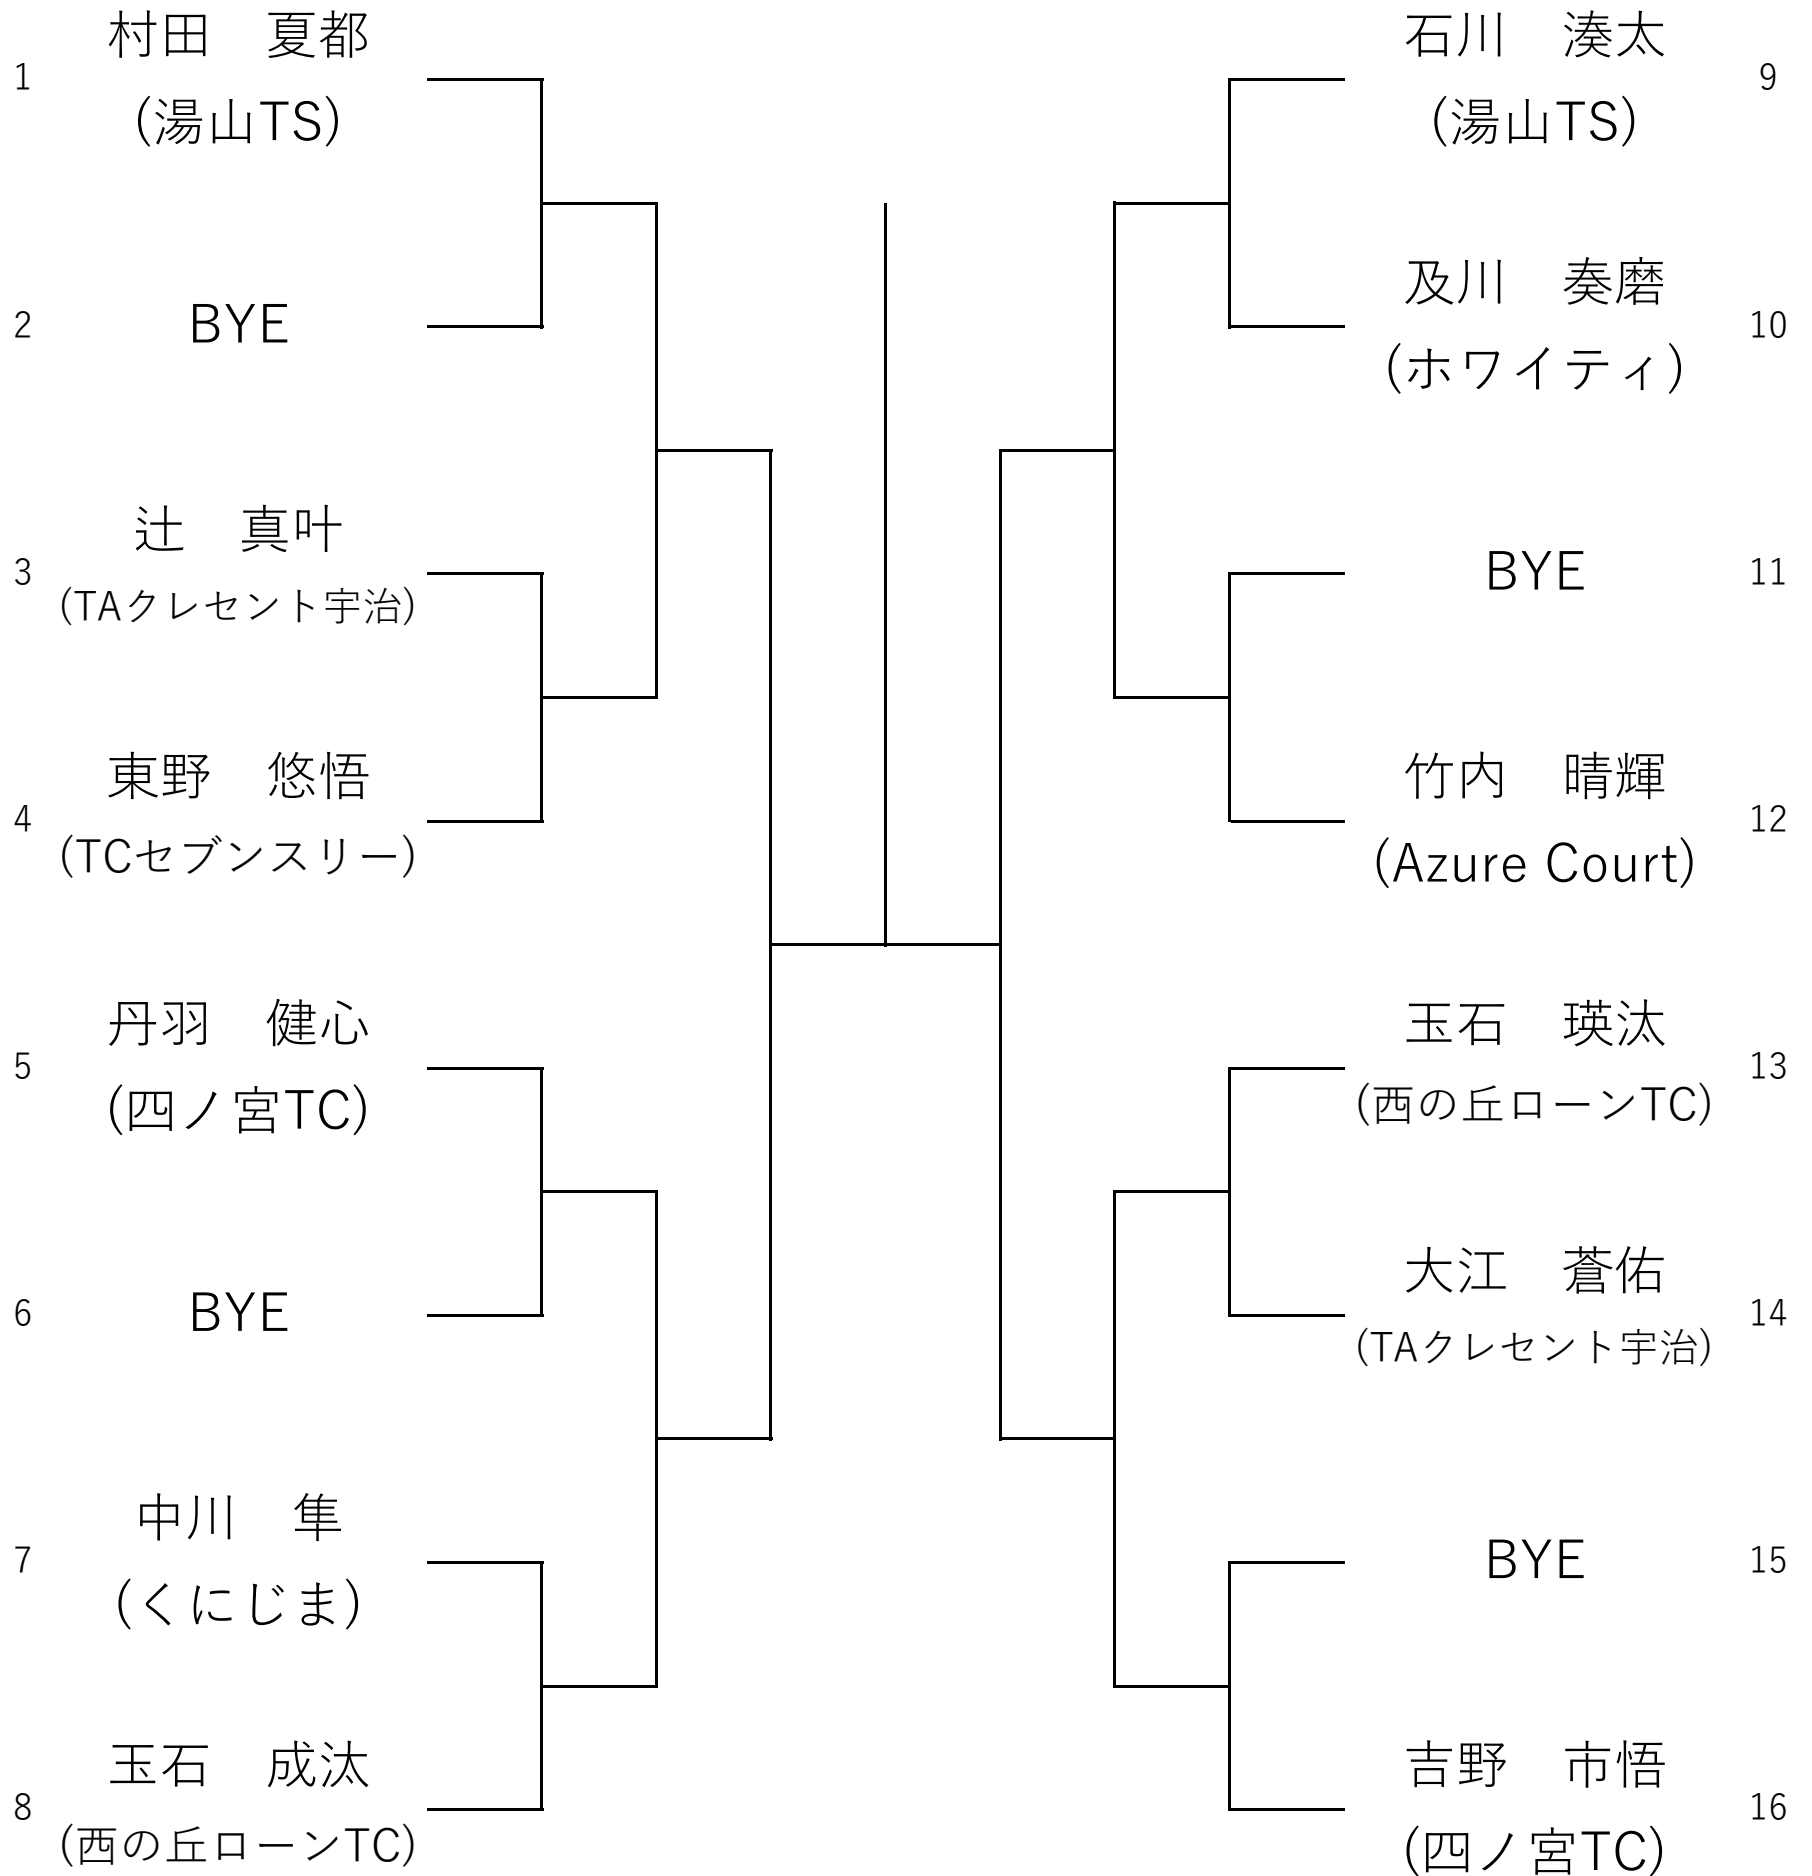 1
村田　夏都
(湯山TS)
2
BYE
3
辻　真叶
(TAクレセント宇治)
4
東野　悠悟
(TCセブンスリー)
5
丹羽　健心
(四ノ宮TC)
6
BYE
7
中川　隼
(くにじま)
8
玉石　成汰
(西の丘ローンTC)
石川　湊太
(湯山TS)
9
及川　奏磨
(ホワイティ)
10
BYE
11
竹内　晴輝
(Azure Court)
12
玉石　瑛汰
(西の丘ローンTC)
13
大江　蒼佑
(TAクレセント宇治)
14
BYE
15
吉野　市悟
(四ノ宮TC)
16